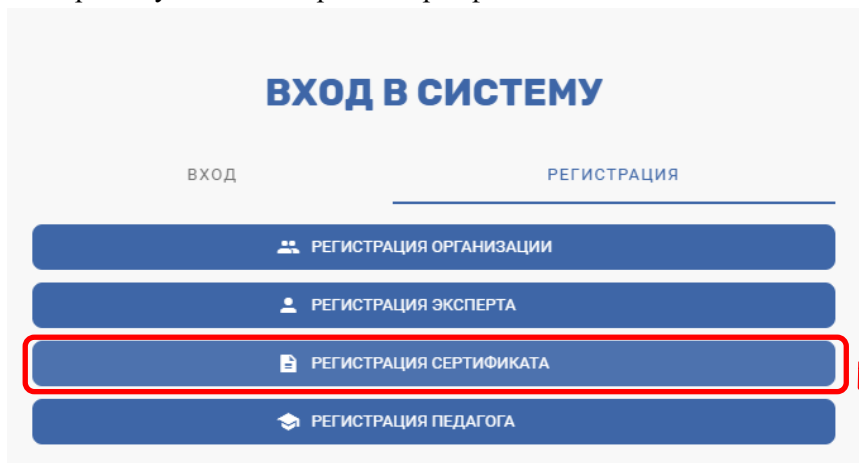 ВХОД В СИСТЕМУ
ВХОД РЕГИСТРАЦИЯ
РЕГИСТРАЦИЯ ОРГАНИЗАЦИИ
РЕГИСТРАЦИЯ ЭКСПЕРТА
РЕГИСТРАЦИЯ СЕРТИФИКАТА
РЕГИСТРАЦИЯ ПЕДАГОГА